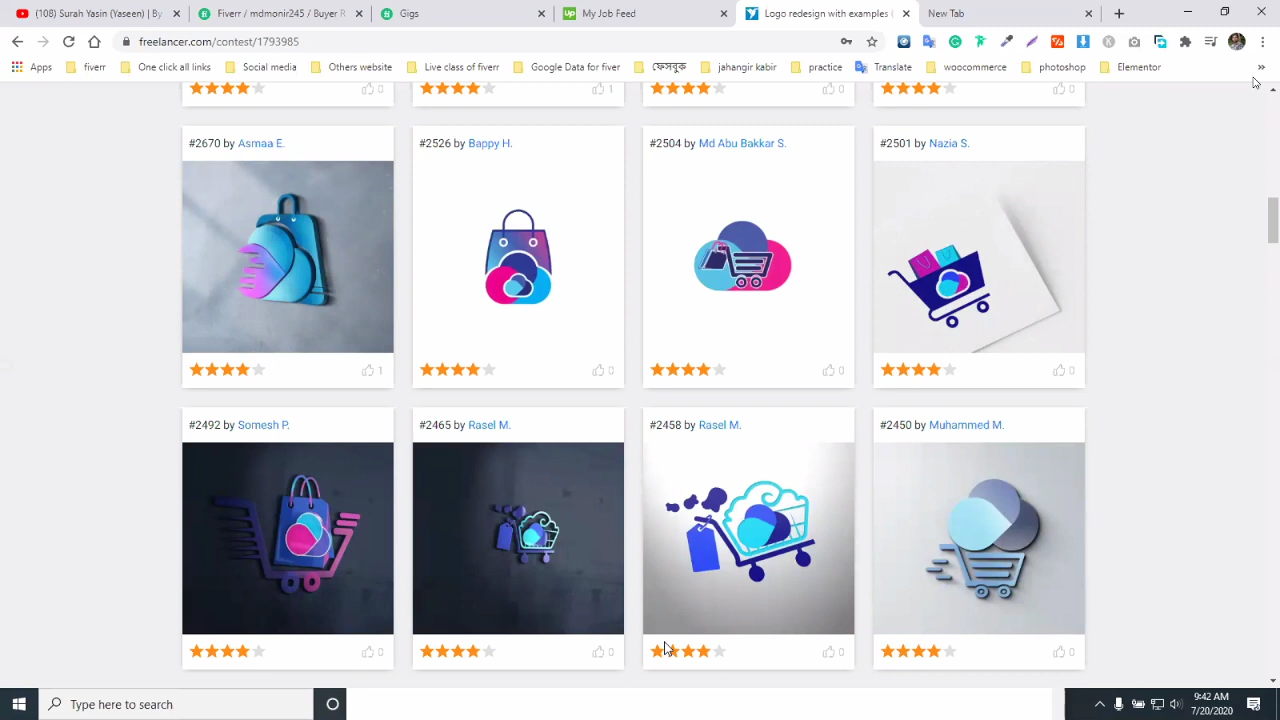 (108) Surah Yasin (Yaseen) | By
Fiverr / mdmonir245 / Buyer R
Gigs
My Job Feed
Logo redesign with examples
New Tab
freelancer.com/contest/1793985
Apps
fiverr
One click all links
Social media
Others website
Live class of fiverr
Google Data for fiver
ফেসবুক
jahangir kabir
practice
Translate
woocommerce
photoshop
Elementor
»
0
1
0
0
#2670 by Asmaa E.
#2526 by Bappy H.
#2504 by Md Abu Bakkar S.
#2501 by Nazia S.
1
0
0
0
#2492 by Somesh P.
#2465 by Rasel M.
#2458 by Rasel M.
#2450 by Muhammed M.
0
0
0
0
Type here to search
9:42 AM
7/20/2020